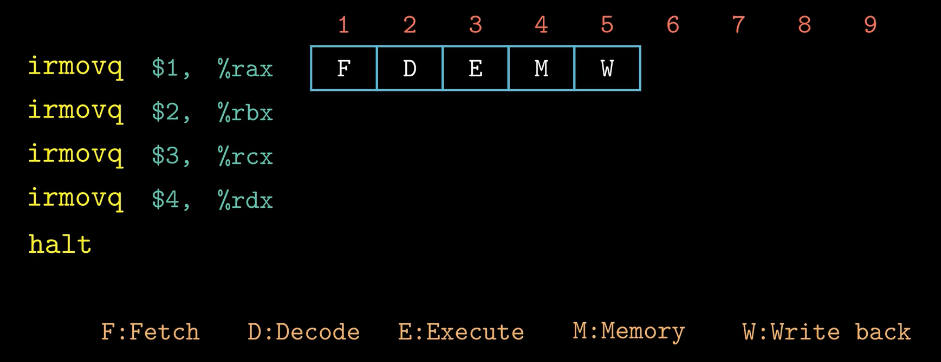 1 2 3 4 5 6 7 8 9
irmovq $1, %rax F D E M W
irmovq $2, %rbx
irmovq $3, %rcx
irmovq $4, %rdx
halt
F:Fetch D:Decode E:Execute M:Memory W:Write back